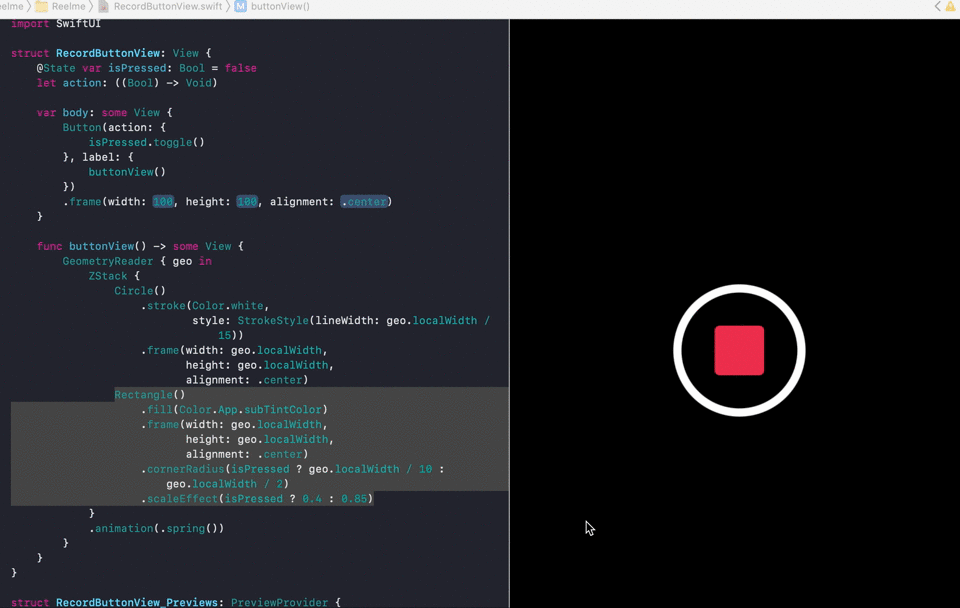 Reelme RecordButtonView.swift M buttonView()
import SwiftUI
struct RecordButtonView: View {
@State var isPressed: Bool = false
let action: ((Bool) -> Void)
var body: some View {
Button(action: {
isPressed.toggle()
}, label: {
buttonView()
})
.frame(width: 100, height: 100, alignment: .center)
}
func buttonView() -> some View {
GeometryReader { geo in
ZStack {
Circle()
.stroke(Color.white,
style: StrokeStyle(lineWidth: geo.localWidth /
15))
.frame(width: geo.localWidth,
height: geo.localWidth,
alignment: .center)
Rectangle()
.fill(Color.App.subTintColor)
.frame(width: geo.localWidth,
height: geo.localWidth,
alignment: .center)
.cornerRadius(isPressed ? geo.localWidth / 10 :
geo.localWidth / 2)
.scaleEffect(isPressed ? 0.4 : 0.85)
}
.animation(.spring())
}
}
}
struct RecordButtonView_Previews: PreviewProvider {